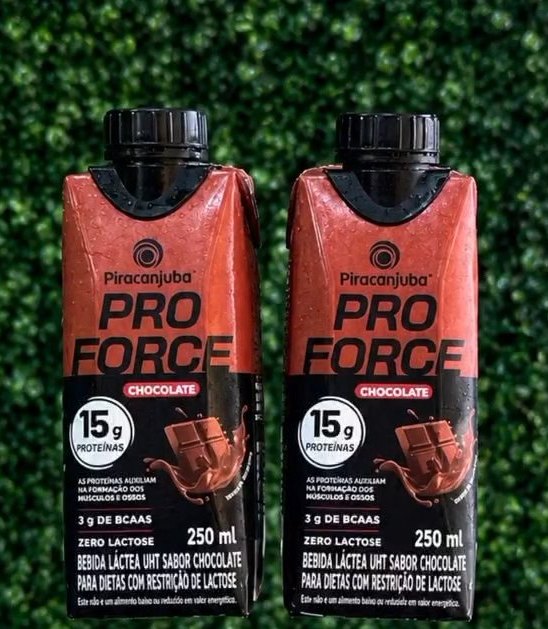 Piracanjuba
PRO
FORCE
CHOCOLATE
15g
PROTEÍNAS
AS PROTEÍNAS AUXILIAM
NA FORMAÇÃO DOS
MÚSCULOS E OSSOS
3 g DE BCAAS
ZERO LACTOSE
250 ml
BEBIDA LÁCTEA UHT SABOR CHOCOLATE
PARA DIETAS COM RESTRIÇÃO DE LACTOSE
Este não é um alimento baixo ou reduzido em valor energético.
Piracanjuba
PRO
FORCE
CHOCOLATE
15g
PROTEÍNAS
AS PROTEÍNAS AUXILIAM
NA FORMAÇÃO DOS
MÚSCULOS E OSSOS
3 g DE BCAAS
ZERO LACTOSE
250 ml
BEBIDA LÁCTEA UHT SABOR CHOCOLATE
PARA DIETAS COM RESTRIÇÃO DE LACTOSE
Este não é um alimento baixo ou reduzido em valor energético.